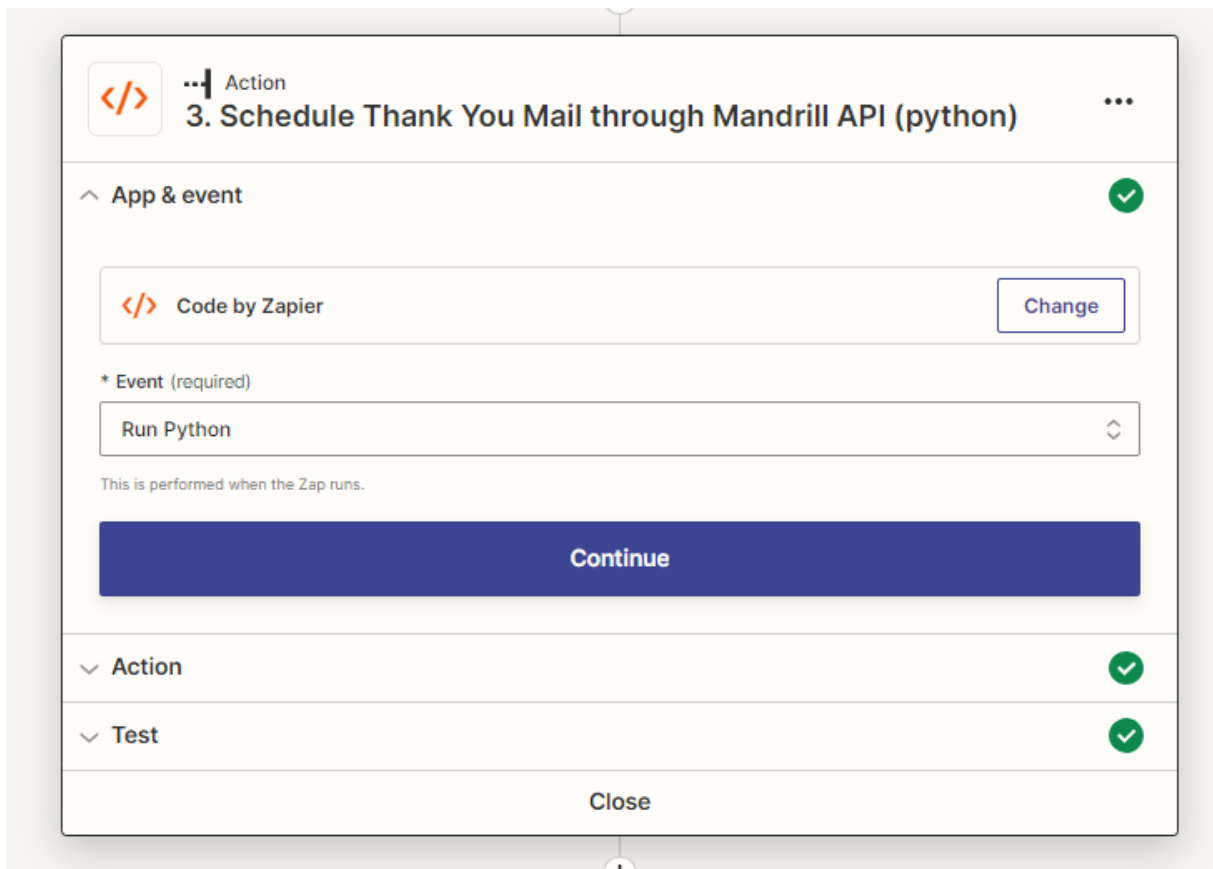 Action
3. Schedule Thank You Mail through Mandrill API (python)
App & event
Code by Zapier
Change
* Event (required)
Run Python
This is performed when the Zap runs.
Continue
Action
Test
Close